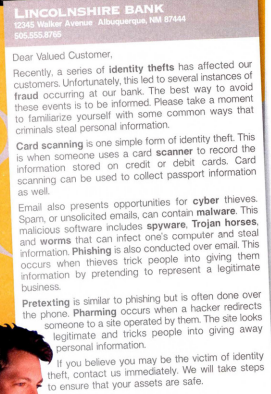 LINCOLNSHIRE BANK
12345 Walker Avenue Albuquerque, NM 87444
505.555.8765
Dear Valued Customer,
Recently, a series of identity thefts has affected our
customers. Unfortunately, this led to several instances of
fraud occurring at our bank. The best way to avoid
these events is to be informed. Please take a moment
to familiarize yourself with some common ways that
criminals steal personal information.
Card scanning is one simple form of identity theft. This
is when someone uses a card scanner to record the
information stored on credit or debit cards. Card
scanning can be used to collect passport information
as well.
Email also presents opportunities for cyber thieves.
Spam, or unsolicited emails, can contain malware. This
malicious software includes spyware, Trojan horses,
and worms that can infect one's computer and steal
information. Phishing is also conducted over email. This
occurs when thieves trick people into giving them
information by pretending to represent a legitimate
business.
Pretexting is similar to phishing but is often done over
the phone. Pharming occurs when a hacker redirects
someone to a site operated by them. The site looks
legitimate and tricks people into giving away
personal information.
If you believe you may be the victim of identity
theft, contact us immediately. We will take steps
to ensure that your assets are safe.